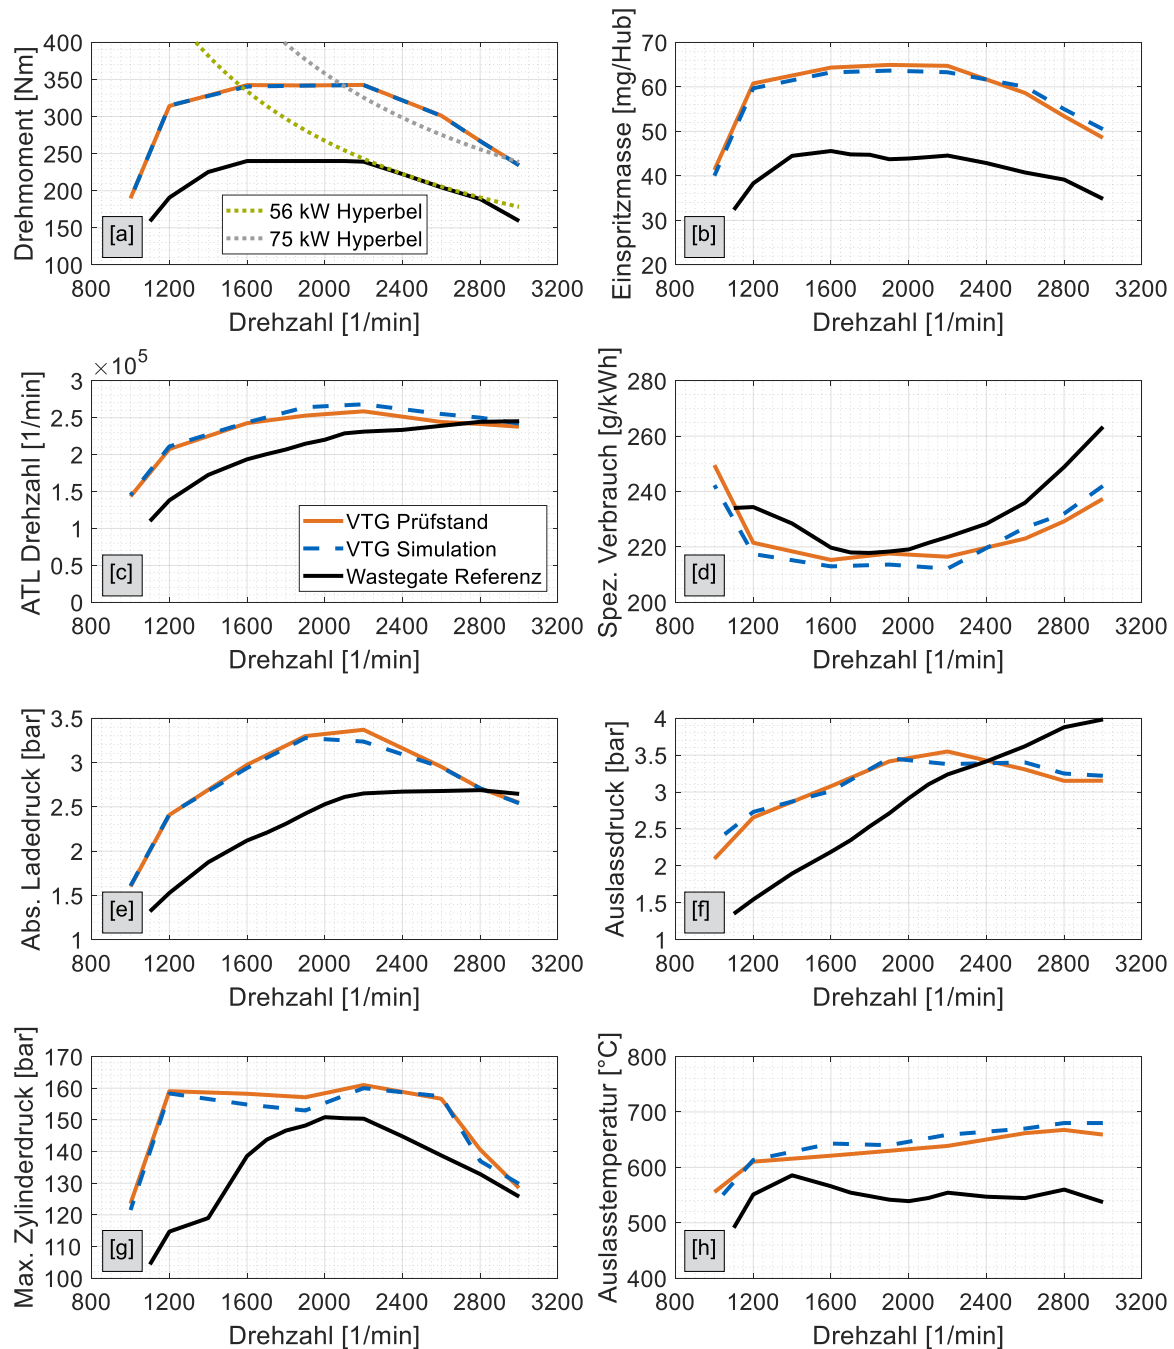 Drehmoment [Nm]
400
350
300
250
200
150
100
[a]
56 kW Hyperbel
75 kW Hyperbel
800 1200 1600 2000 2400 2800 3200
Drehzahl [1/min]
Einspritzmasse [mg/Hub]
70
60
50
40
30
20
[b]
800 1200 1600 2000 2400 2800 3200
Drehzahl [1/min]
ATL Drehzahl [1/min]
×10⁵
3
2.5
2
1.5
1
0.5
0
[c]
VTG Prüfstand
VTG Simulation
Wastegate Referenz
800 1200 1600 2000 2400 2800 3200
Drehzahl [1/min]
Spez. Verbrauch [g/kWh]
280
260
240
220
200
[d]
800 1200 1600 2000 2400 2800 3200
Drehzahl [1/min]
Abs. Ladedruck [bar]
3.5
3
2.5
2
1.5
1
[e]
800 1200 1600 2000 2400 2800 3200
Drehzahl [1/min]
Auslassdruck [bar]
4
3.5
3
2.5
2
1.5
1
[f]
800 1200 1600 2000 2400 2800 3200
Drehzahl [1/min]
Max. Zylinderdruck [bar]
170
160
150
140
130
120
110
100
[g]
800 1200 1600 2000 2400 2800 3200
Drehzahl [1/min]
Auslasstemperatur [°C]
800
700
600
500
400
[h]
800 1200 1600 2000 2400 2800 3200
Drehzahl [1/min]